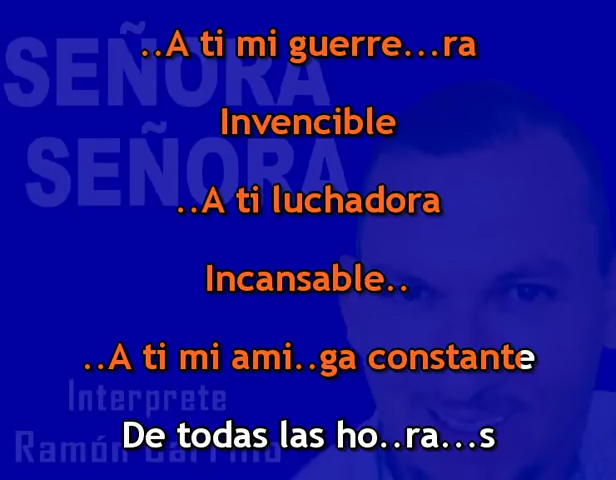 ..A ti mi guerre...ra
SEÑORA
Invencible
SEÑORA
..A ti luchadora
Incansable..
..A ti mi ami..ga constante
Interprete
De todas las ho..ra...s
Ramón